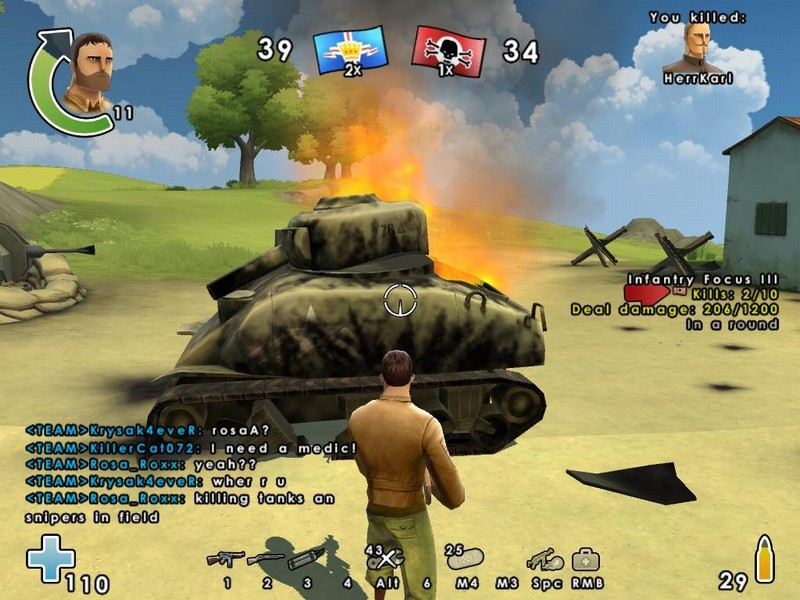 You killed:
39 2x 1x 34
HerrKarl
11
Infantry Focus III
Kills: 2/10
Deal damage: 206/1200
In a round
<TEAM>Krysak4eveR: rosaA?
<TEAM>KillerCat072: I need a medic!
<TEAM>Rosa_Roxx: yeah??
<TEAM>Krysak4eveR: wher r u
<TEAM>Rosa_Roxx: killing tanks an
snipers in field
43 25
110 1 2 3 4 Alt 6 M4 M3 Spc RMB 29